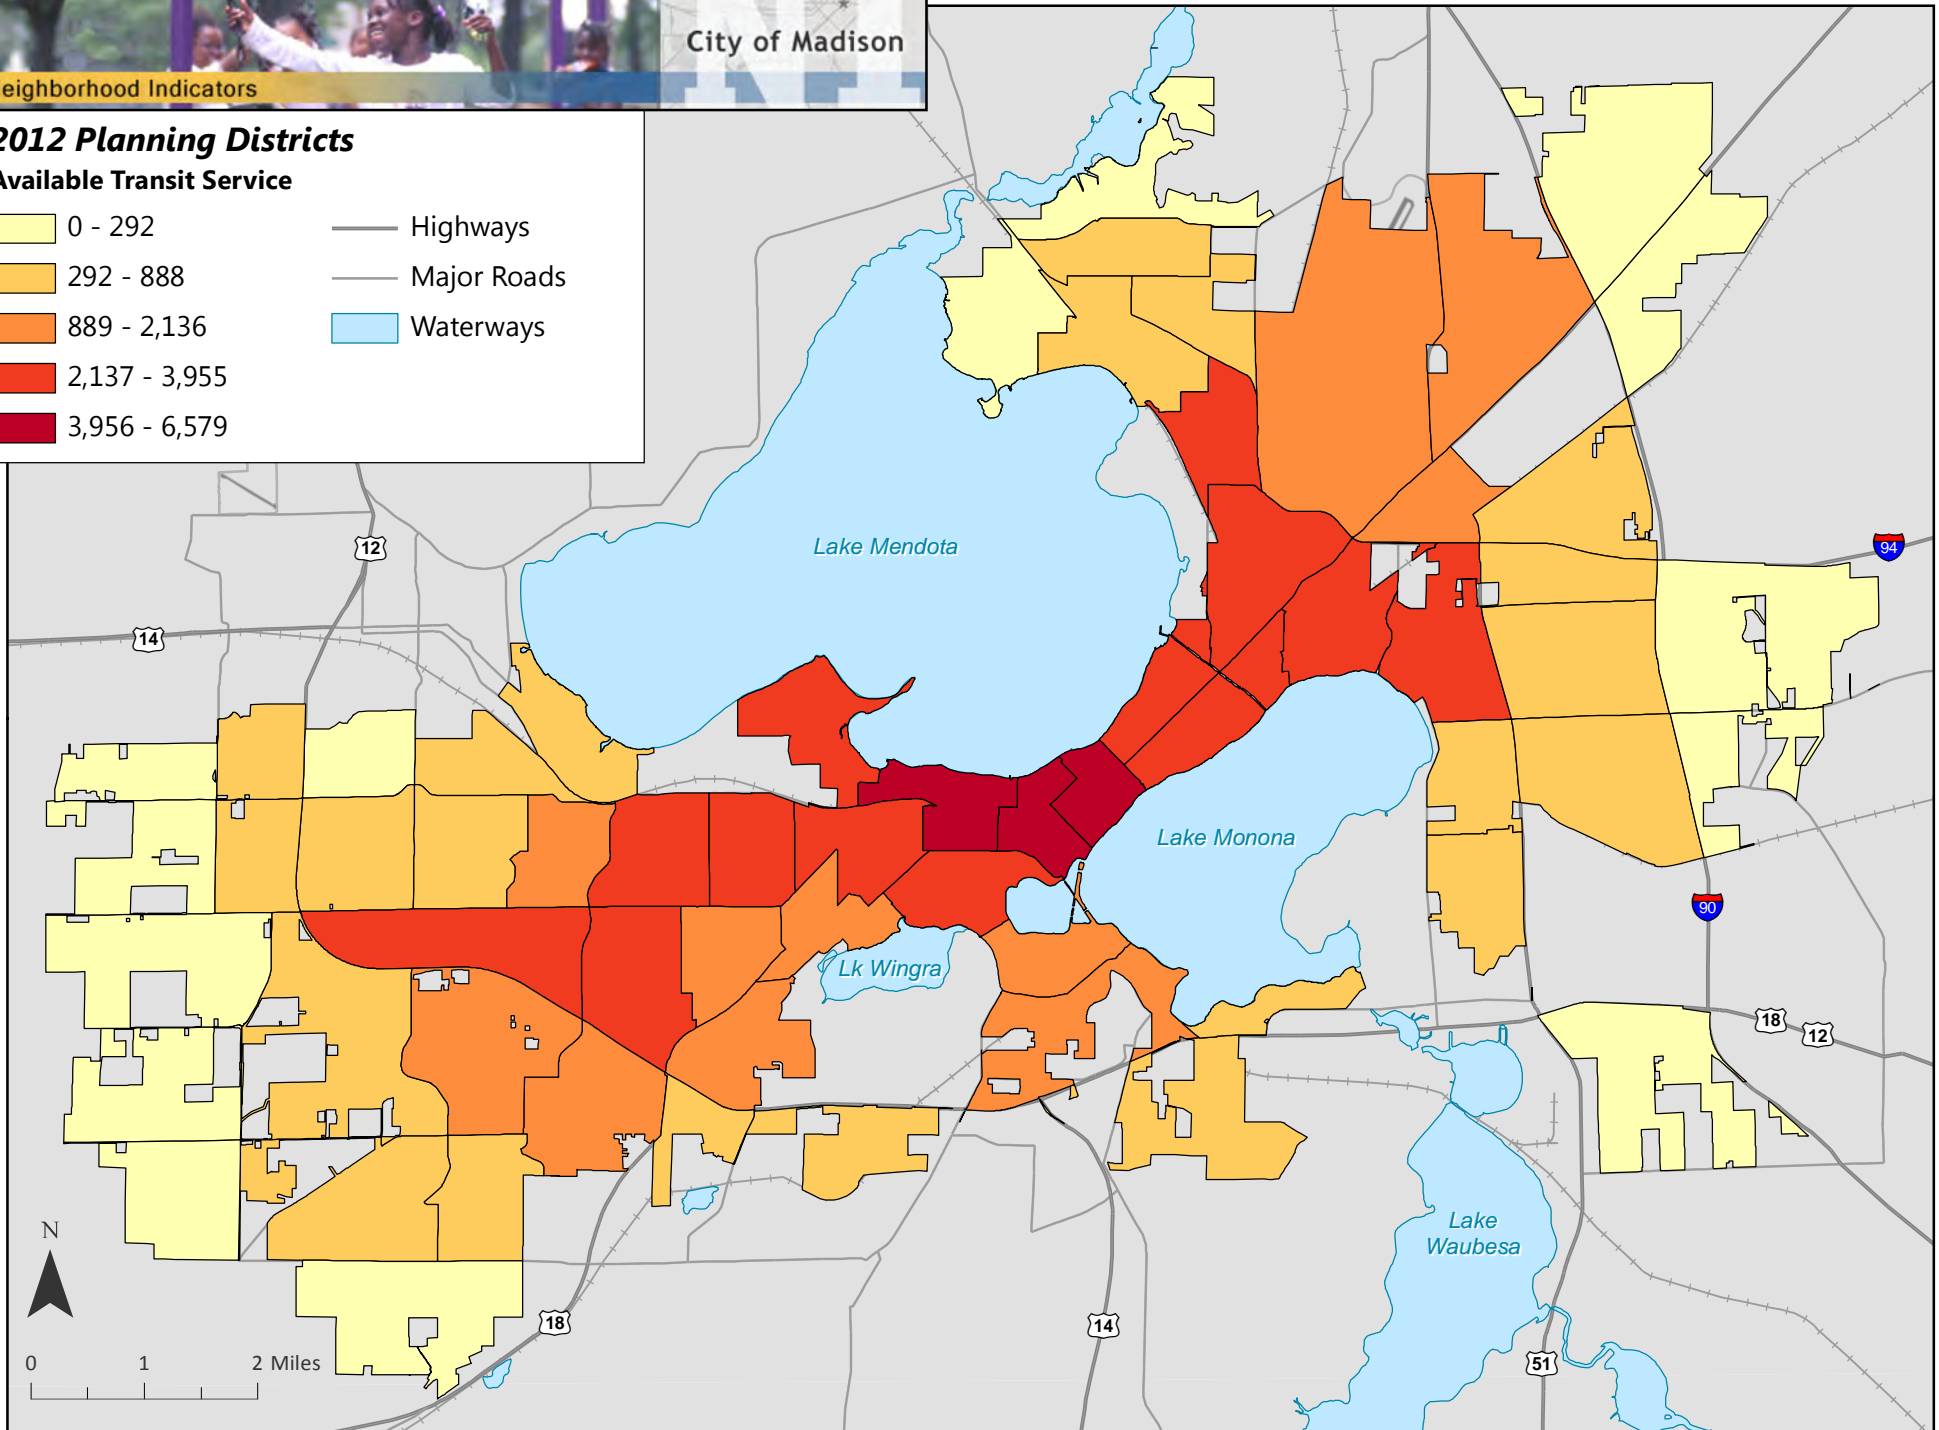 City of Madison
eighborhood Indicators
2012 Planning Districts
Available Transit Service
0 - 292
292 - 888
889 - 2,136
2,137 - 3,955
3,956 - 6,579
Highways
Major Roads
Waterways
12
14
Lake Mendota
94
Lake Monona
90
Lk Wingra
18
12
Lake
Waubesa
N
18
14
51
0 1 2 Miles